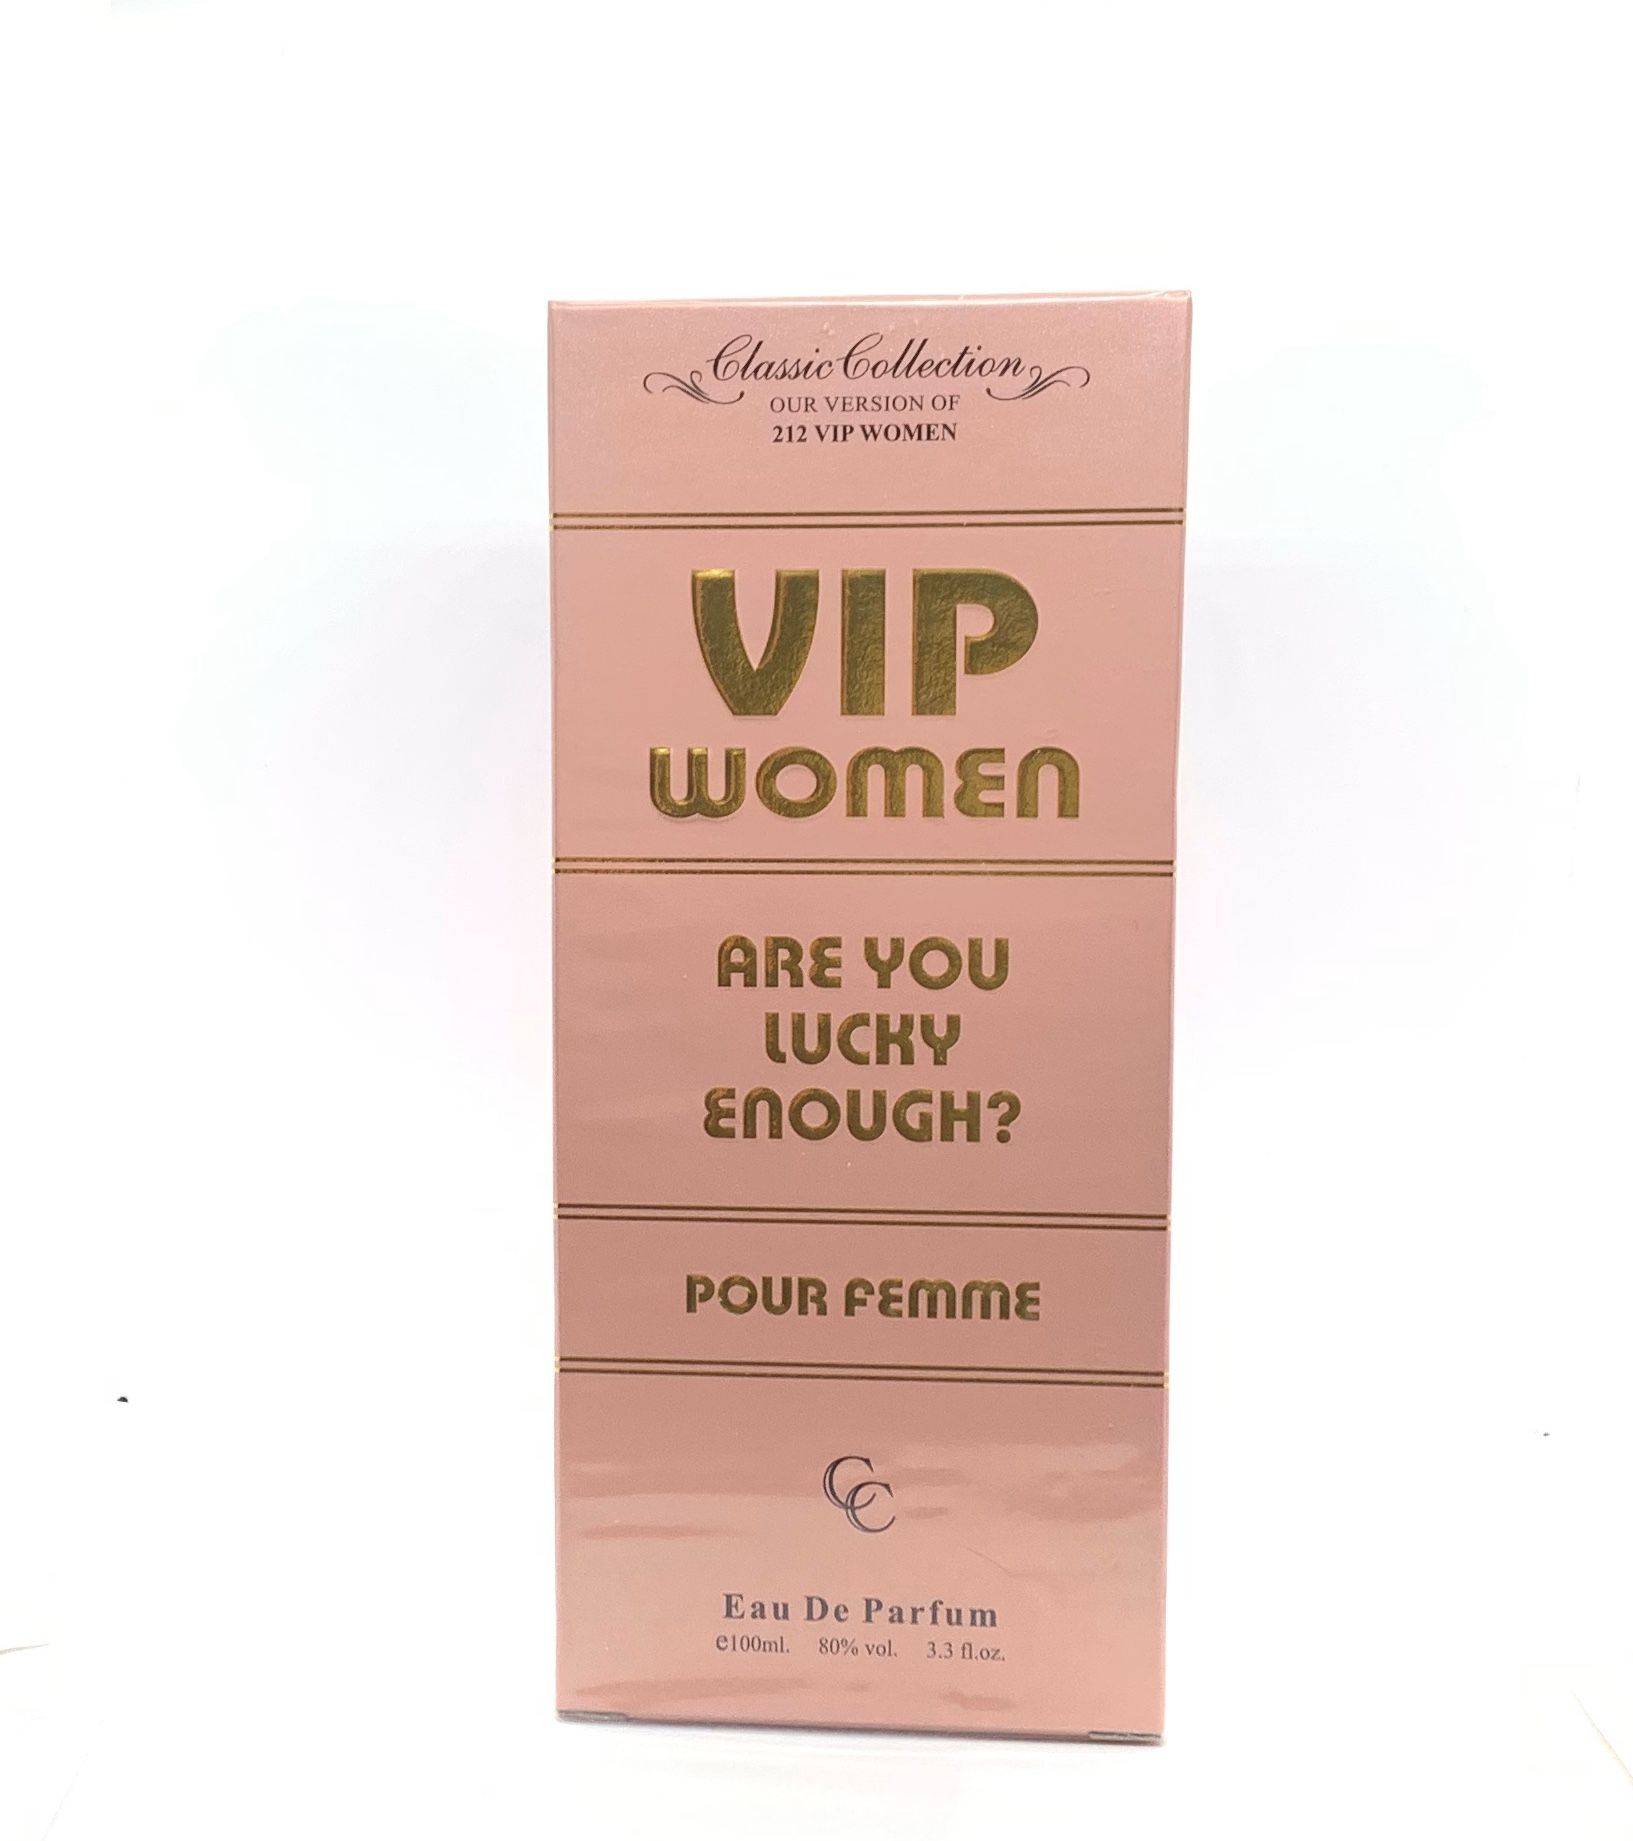 Classic Collection
OUR VERSION OF
212 VIP WOMEN
VIP
WOMEN
ARE YOU
LUCKY
ENOUGH?
POUR FEMME
CC
Eau De Parfum
e100ml. 80% vol. 3.3 fl.oz.